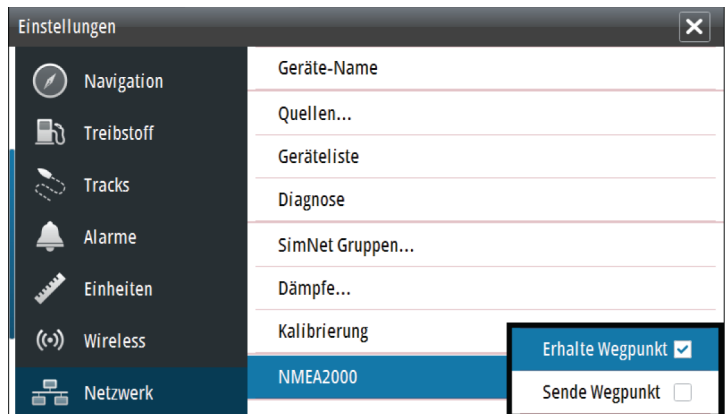 Einstellungen
Navigation
Treibstoff
Tracks
Alarme
Einheiten
Wireless
Netzwerk
Geräte-Name
Quellen...
Geräteliste
Diagnose
SimNet Gruppen...
Dämpfe...
Kalibrierung
NMEA2000
Erhalte Wegpunkt
Sende Wegpunkt